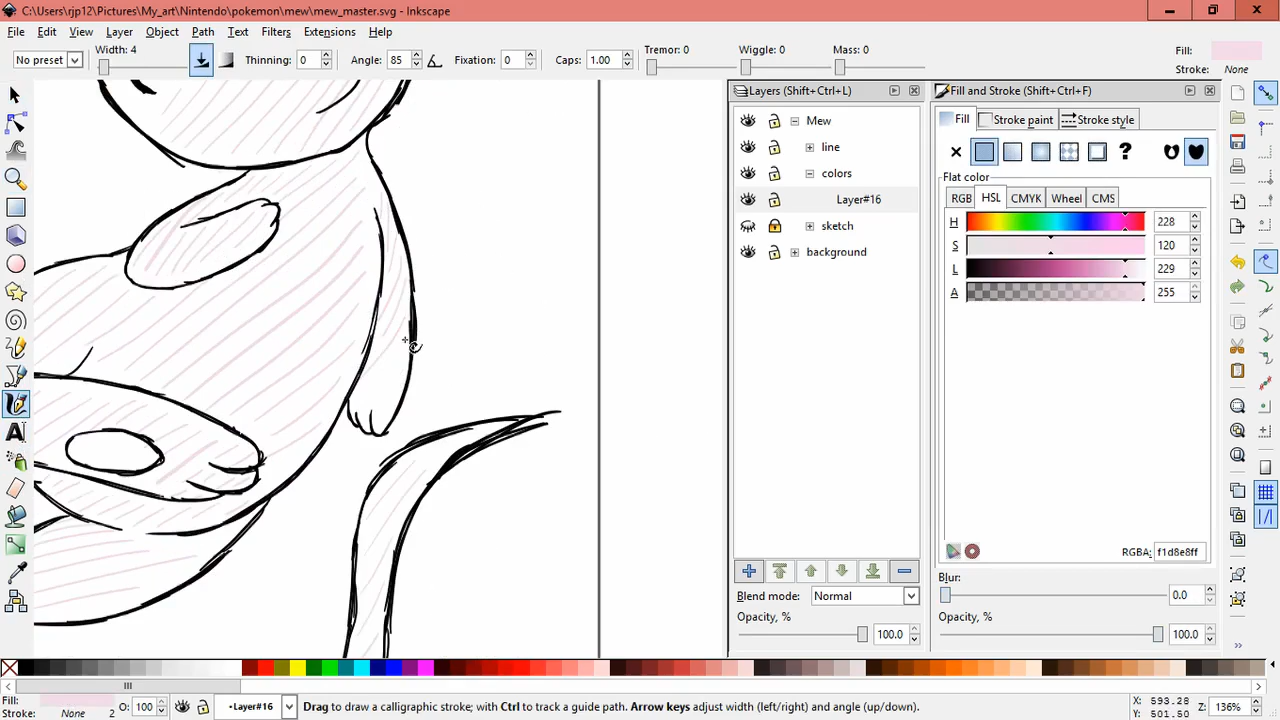 C:\Users\rjp12\Pictures\My_art\Nintendo\pokemon\mew\mew_master.svg - Inkscape
File Edit View Layer Object Path Text Filters Extensions Help
No preset Width: 4 Thinning: 0 Angle: 85 Fixation: 0 Caps: 1.00 Tremor: 0 Wiggle: 0 Mass: 0 Fill:
Stroke: None
Layers (Shift+Ctrl+L)
Mew
line
colors
Layer#16
sketch
background
Blend mode: Normal
Opacity, %
100.0
Fill and Stroke (Shift+Ctrl+F)
Fill Stroke paint Stroke style
?
Flat color
RGB HSL CMYK Wheel CMS
H 228
S 120
L 229
A 255
RGBA: f1d8e8ff
Blur:
0.0
Opacity, %
100.0
Fill:
Stroke: None 2 O: 100 •Layer#16 Drag to draw a calligraphic stroke; with Ctrl to track a guide path. Arrow keys adjust width (left/right) and angle (up/down).
X: 593.28
Y: 501.50
Z: 136%